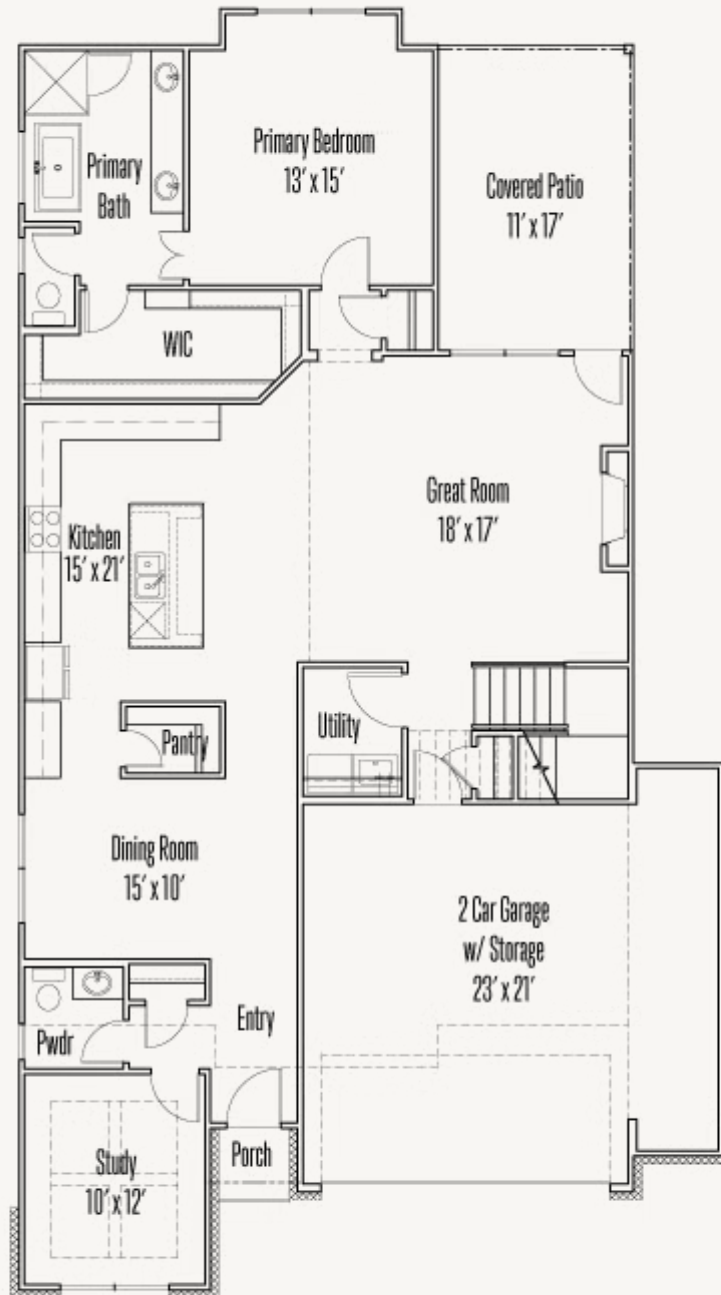 Primary Bedroom
13′ x 15′
Primary
Bath
Covered Patio
11′ x 17′
WIC
Great Room
18′ x 17′
Kitchen
15′ x 21′
Utility
Pantry
Dining Room
15′ x 10′
2 Car Garage
w/ Storage
23′ x 21′
Entry
Pwdr
Porch
Study
10′ x 12′